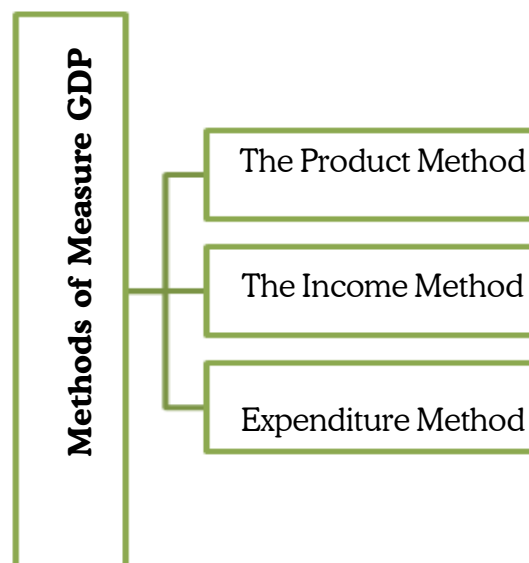 Methods of Measure GDP
The Product Method
The Income Method
Expenditure Method